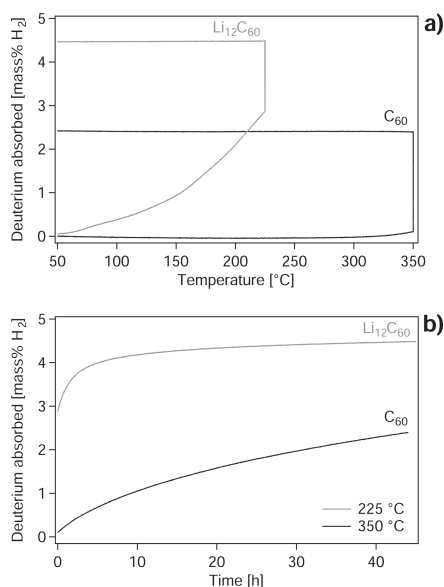 a)
Deuterium absorbed [mass% H₂]
5
4
3
2
1
0
Li₁₂C₆₀
C₆₀
50 100 150 200 250 300 350
Temperature [°C]
b)
Deuterium absorbed [mass% H₂]
5
4
3
2
1
0
Li₁₂C₆₀
C₆₀
225 °C
350 °C
0 10 20 30 40
Time [h]